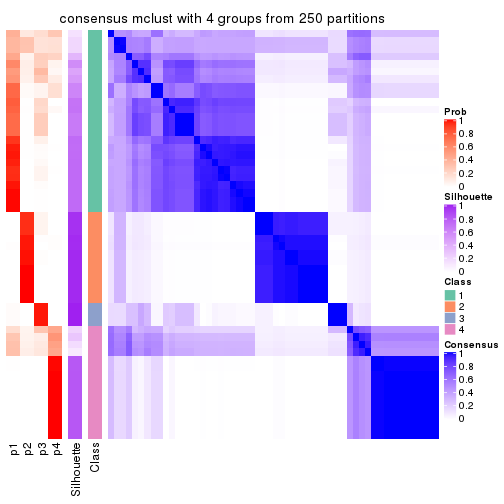 consensus mclust with 4 groups from 250 partitions
Prob
1
0.8
0.6
0.4
0.2
0
Silhouette
1
0.8
0.6
0.4
0.2
0
Class
1
2
3
4
Consensus
1
0.8
0.6
0.4
0.2
0
p1
p2
p3
p4
Silhouette
Class